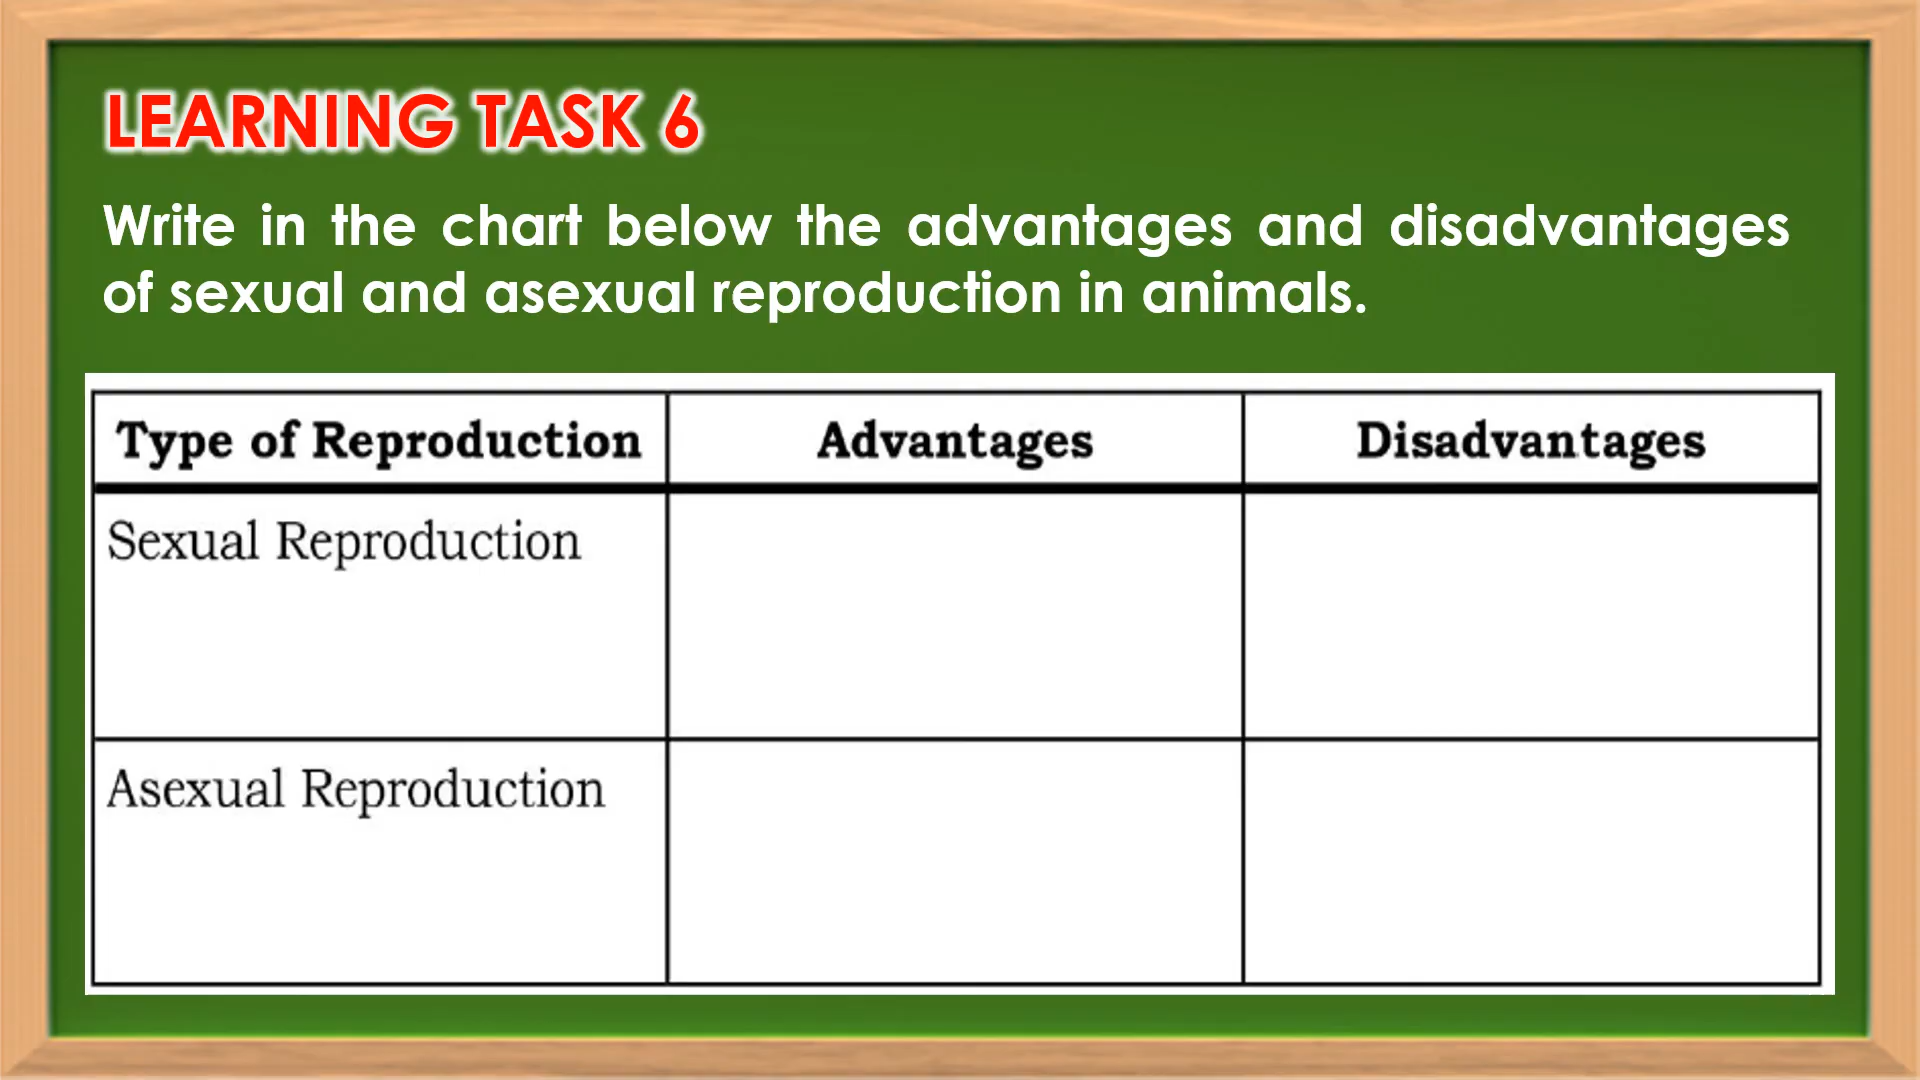 LEARNING TASK 6
Write in the chart below the advantages and disadvantages
of sexual and asexual reproduction in animals.
Type of Reproduction Advantages Disadvantages
Sexual Reproduction
Asexual Reproduction